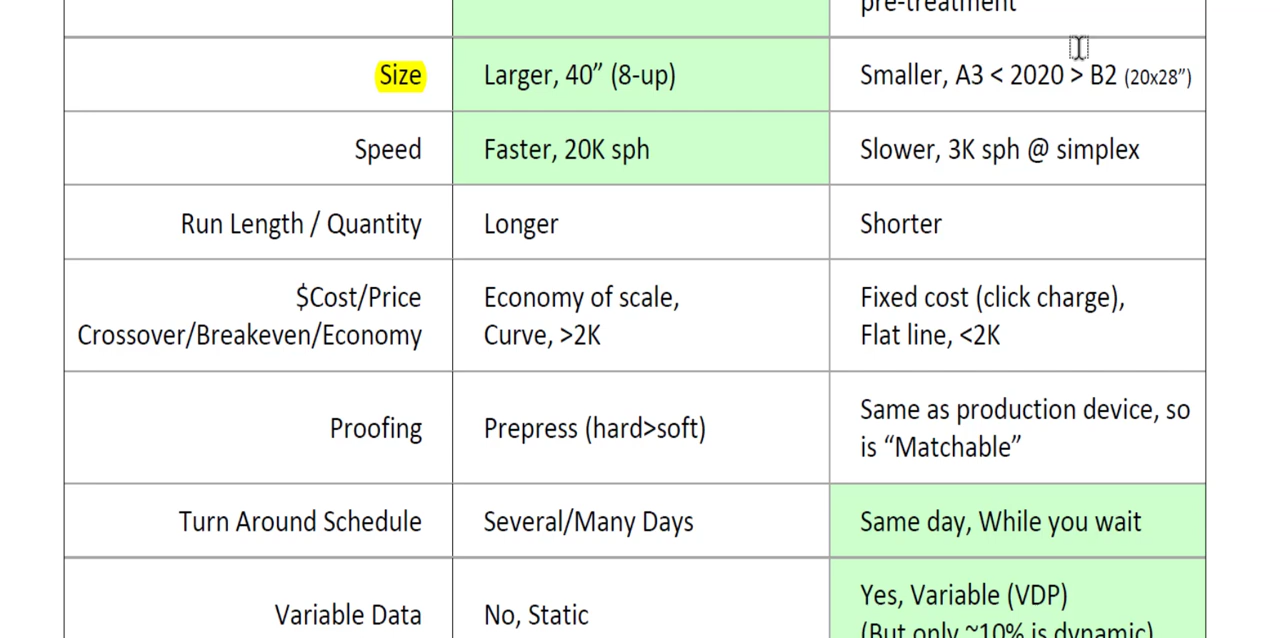 pre-treatment
Size
Larger, 40” (8-up)
Smaller, A3 < 2020 > B2 (20x28”)
Speed
Faster, 20K sph
Slower, 3K sph @ simplex
Run Length / Quantity
Longer
Shorter
$Cost/Price
Crossover/Breakeven/Economy
Economy of scale,
Curve, >2K
Fixed cost (click charge),
Flat line, <2K
Proofing
Prepress (hard>soft)
Same as production device, so
is “Matchable”
Turn Around Schedule
Several/Many Days
Same day, While you wait
Variable Data
No, Static
Yes, Variable (VDP)
(But only ~10% is dynamic)